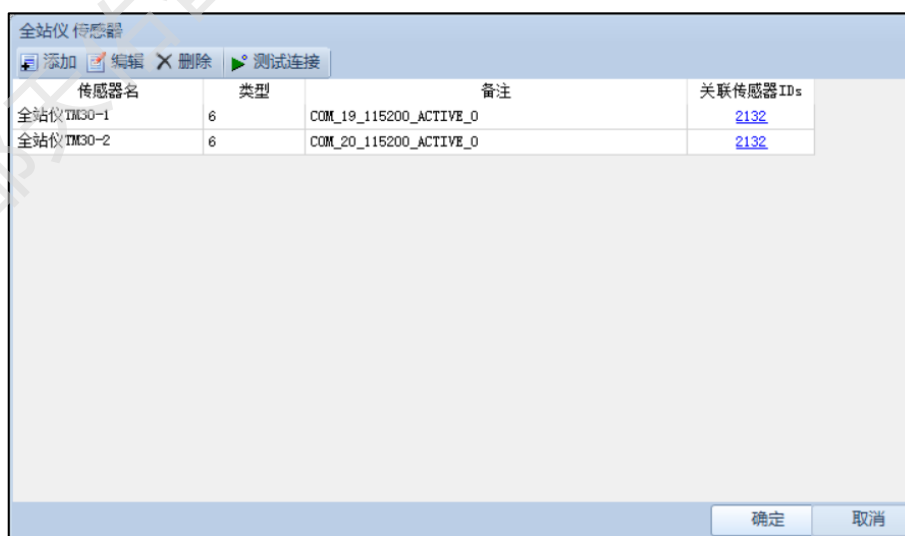 全站仪 传感器
添加 编辑 删除 测试连接
传感器名 类型 备注 关联传感器IDs
全站仪TM30-1 6 COM_19_115200_ACTIVE_0 2132
全站仪TM30-2 6 COM_20_115200_ACTIVE_0 2132
确定 取消